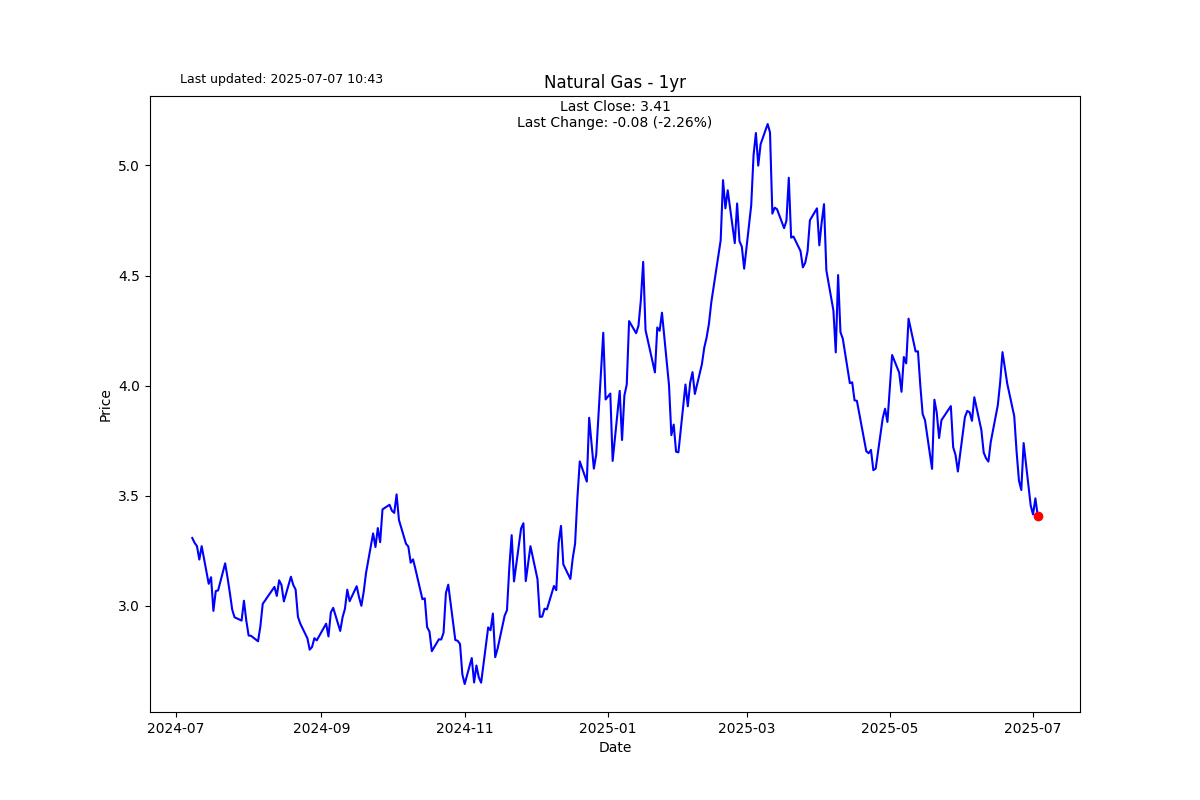 Last updated: 2025-07-07 10:43
Natural Gas - 1yr
Last Close: 3.41
Last Change: -0.08 (-2.26%)
Price
5.0
4.5
4.0
3.5
3.0
2024-07
2024-09
2024-11
2025-01
2025-03
2025-05
2025-07
Date